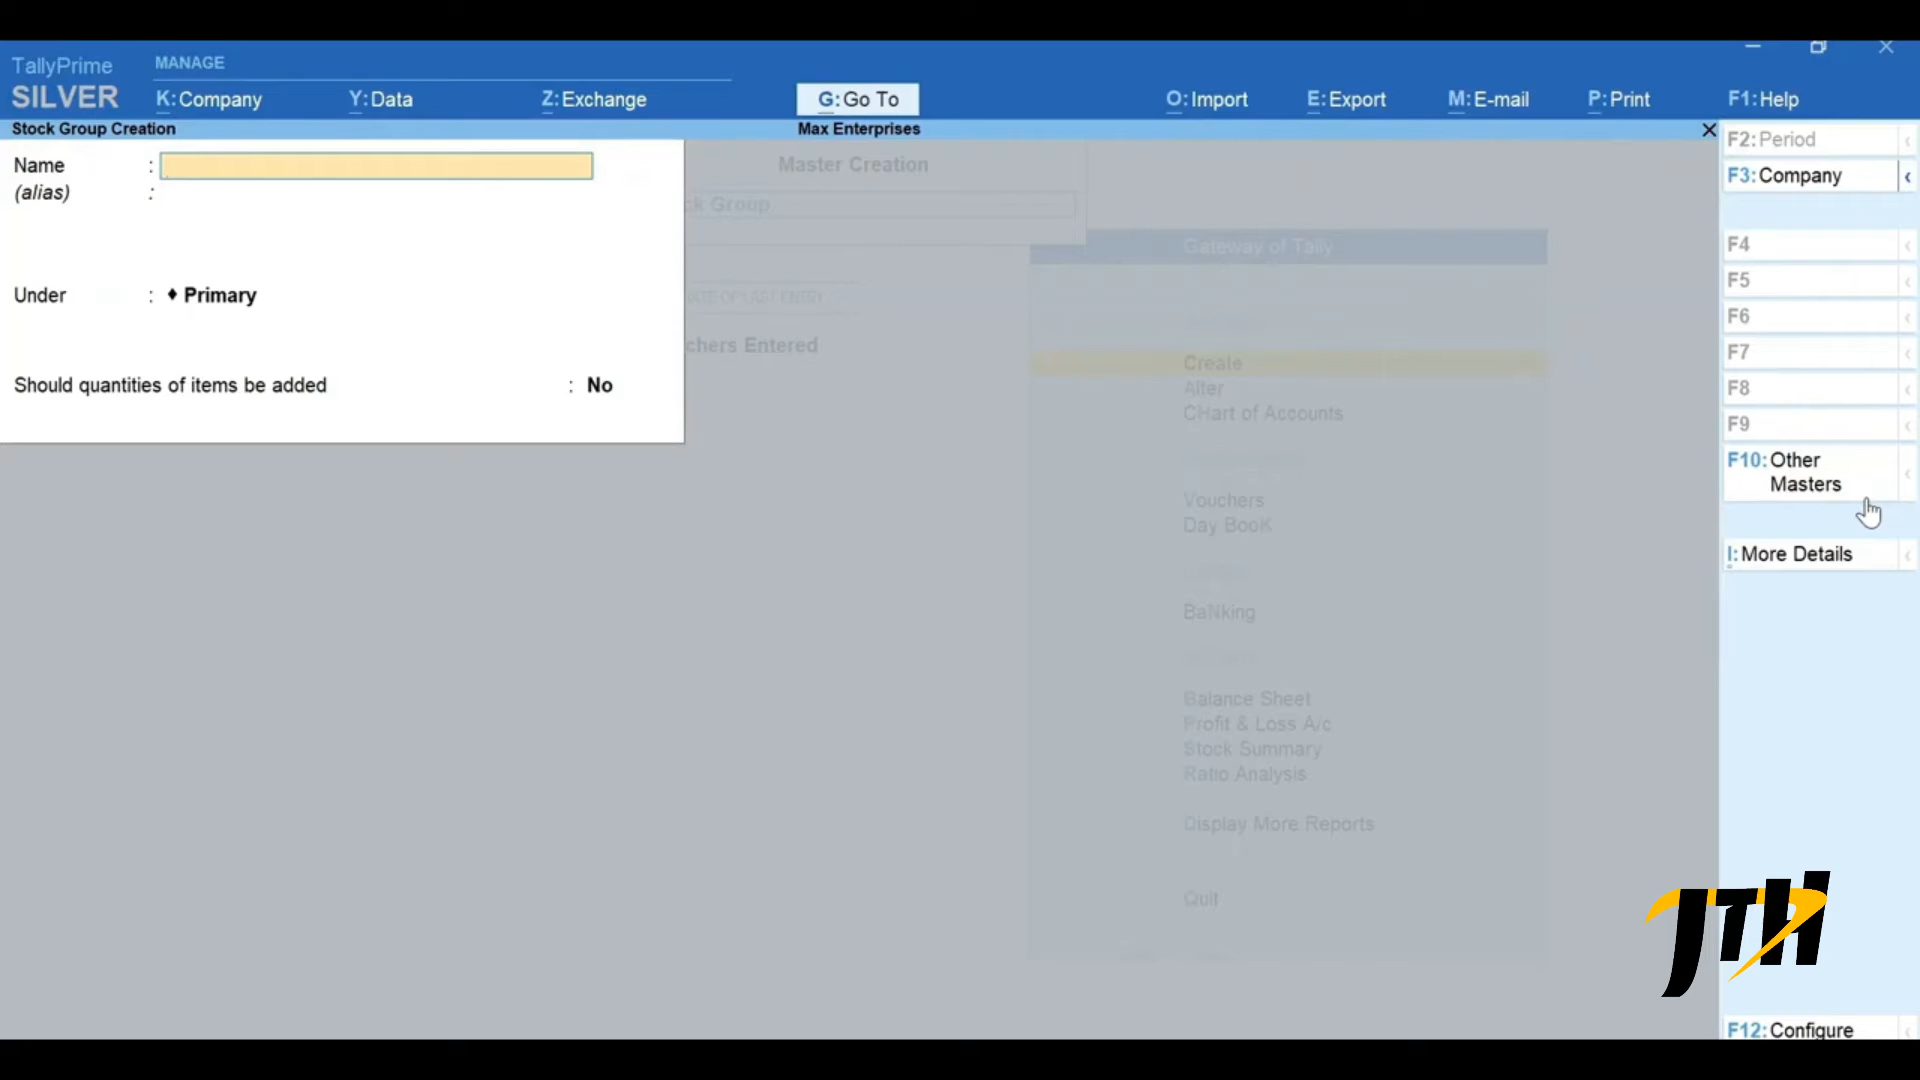 TallyPrime
SILVER
MANAGE
K:Company
Y:Data
Z:Exchange
G:Go To
O:Import
E:Export
M:E-mail
P:Print
F1:Help
Stock Group Creation
Max Enterprises
Name :
(alias) :
Under : ♦ Primary
Should quantities of items be added : No
Master Creation
ck Group
chers Entered
Gateway of Tally
Create
Alter
CHart of Accounts
Vouchers
Day BooK
BaNking
Balance Sheet
Profit & Loss A/c
Stock Summary
Ratio Analysis
Display More Reports
Quit
F2:Period
F3:Company
F4
F5
F6
F7
F8
F9
F10:Other
Masters
I:More Details
F12:Configure
JTH